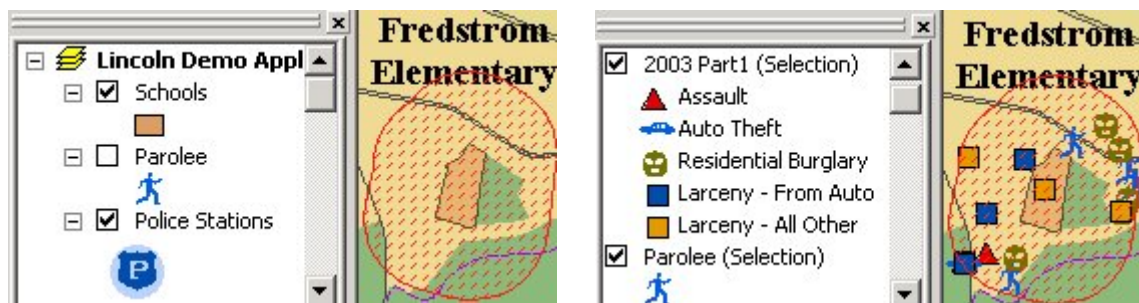 Lincoln Demo Appl
Schools
Parolee
Police Stations
P
Fredstrom
Elementary
2003 Part1 (Selection)
Assault
Auto Theft
Residential Burglary
Larceny - From Auto
Larceny - All Other
Parolee (Selection)
Fredstrom
Elementary